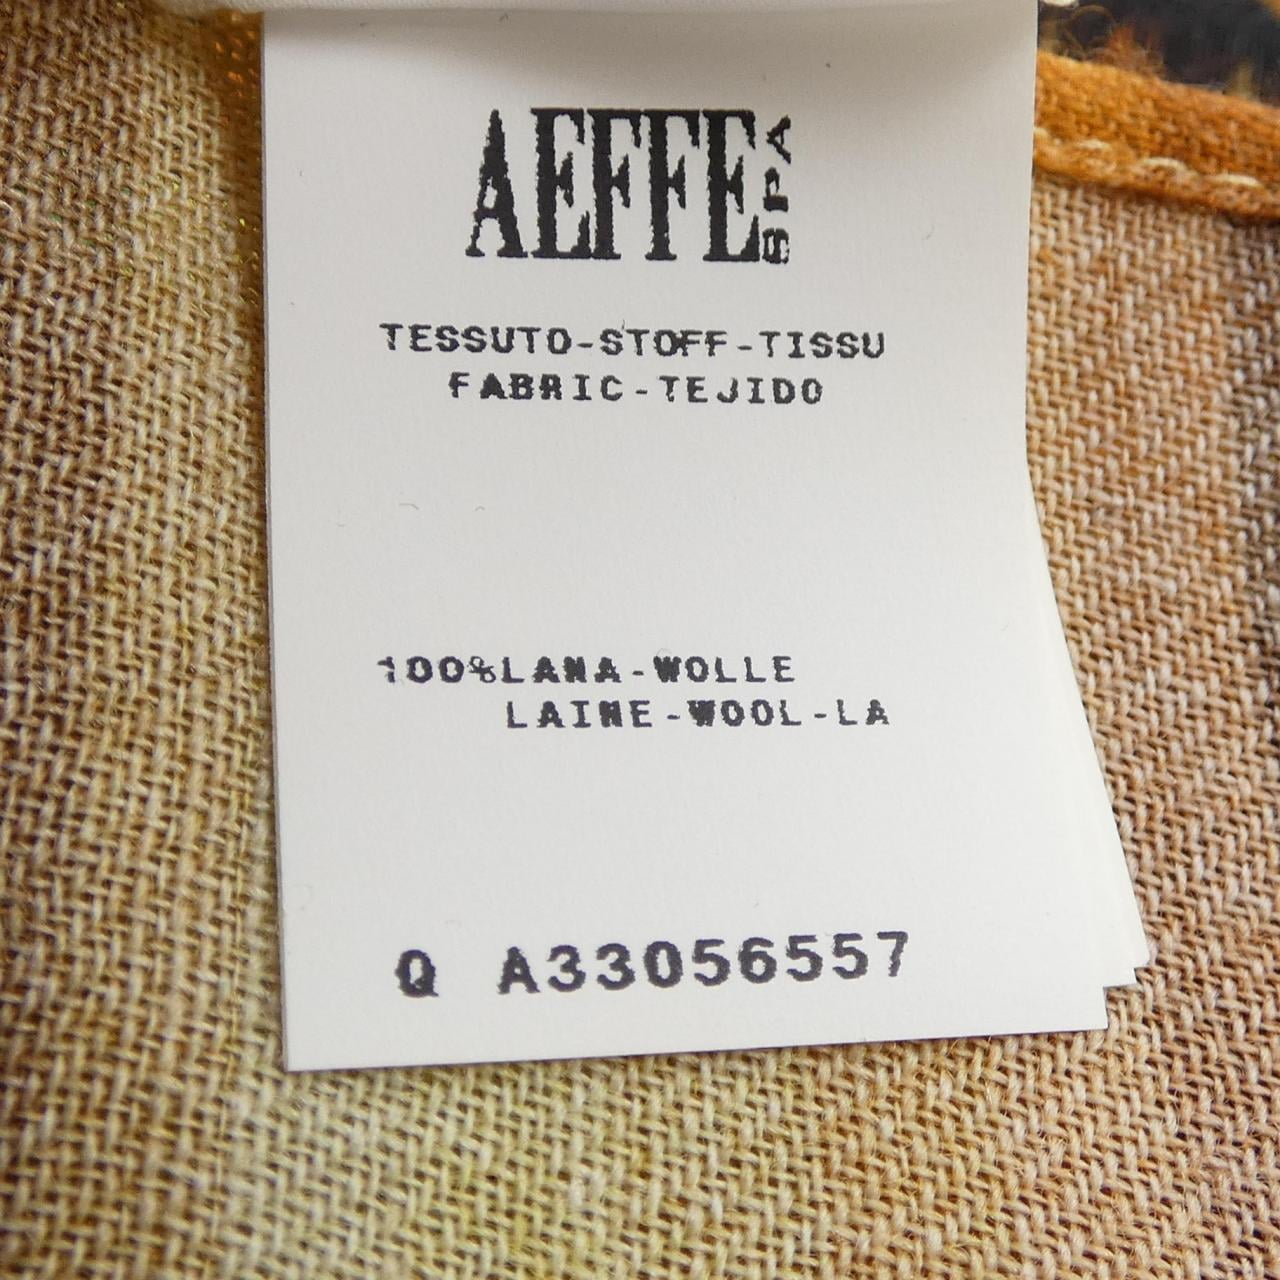 AEFFE SPA
TESSUTO-STOFF-TISSU
FABRIC-TEJIDO
100%LANA-WOLLE
LAINE-WOOL-LA
Q A33056557